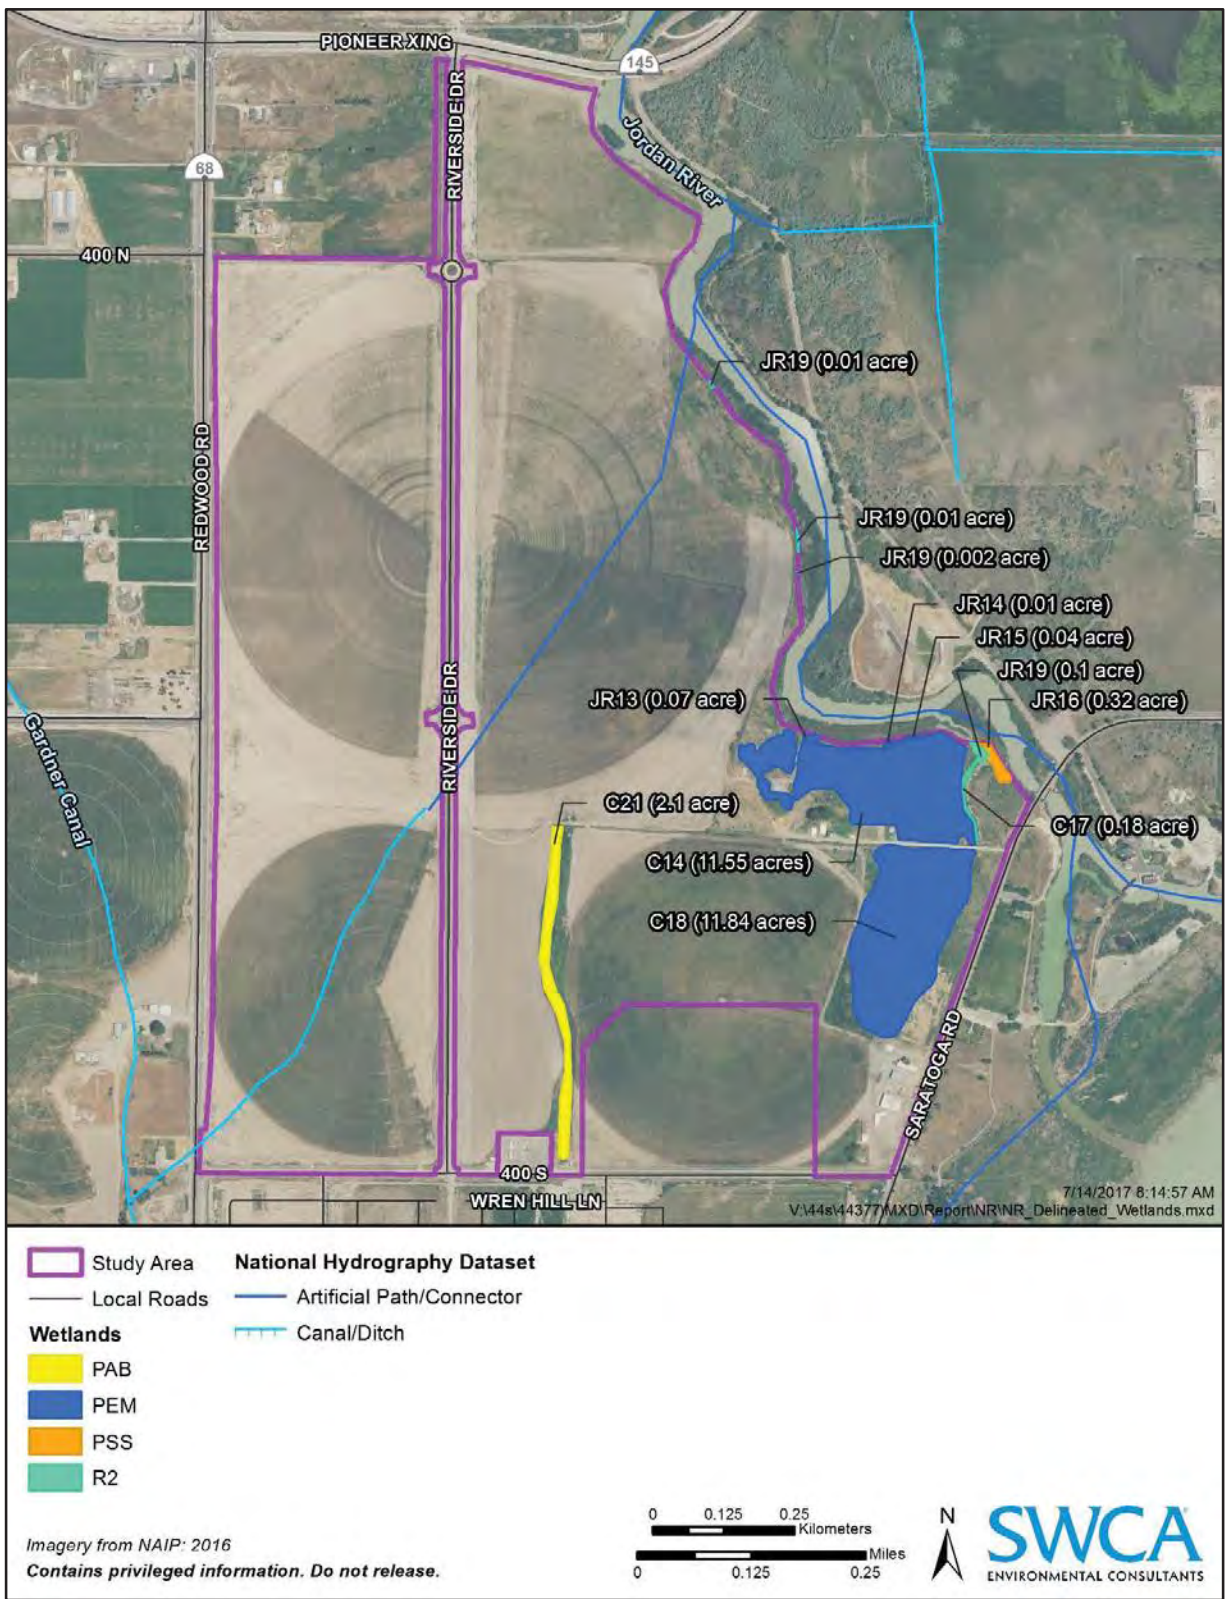 PIONEER XING
145
RIVERSIDE DR
Jordan River
68
400 N
JR19 (0.01 acre)
REDWOOD RD
JR19 (0.01 acre)
JR19 (0.002 acre)
JR14 (0.01 acre)
JR15 (0.04 acre)
JR19 (0.1 acre)
JR13 (0.07 acre)
JR16 (0.32 acre)
RIVERSIDE DR
Gardner Canal
C21 (2.1 acre)
C17 (0.18 acre)
C14 (11.55 acres)
C18 (11.84 acres)
SARATOGA RD
400 S
WREN HILL LN
7/14/2017 8:14:57 AM
V:\44s\44377\MXD\Report\NR\NR_Delineated_Wetlands.mxd
Study Area
Local Roads
Wetlands
PAB
PEM
PSS
R2
National Hydrography Dataset
Artificial Path/Connector
Canal/Ditch
Imagery from NAIP: 2016
Contains privileged information. Do not release.
0 0.125 0.25
Kilometers
Miles
0 0.125 0.25
N
SWCA
ENVIRONMENTAL CONSULTANTS